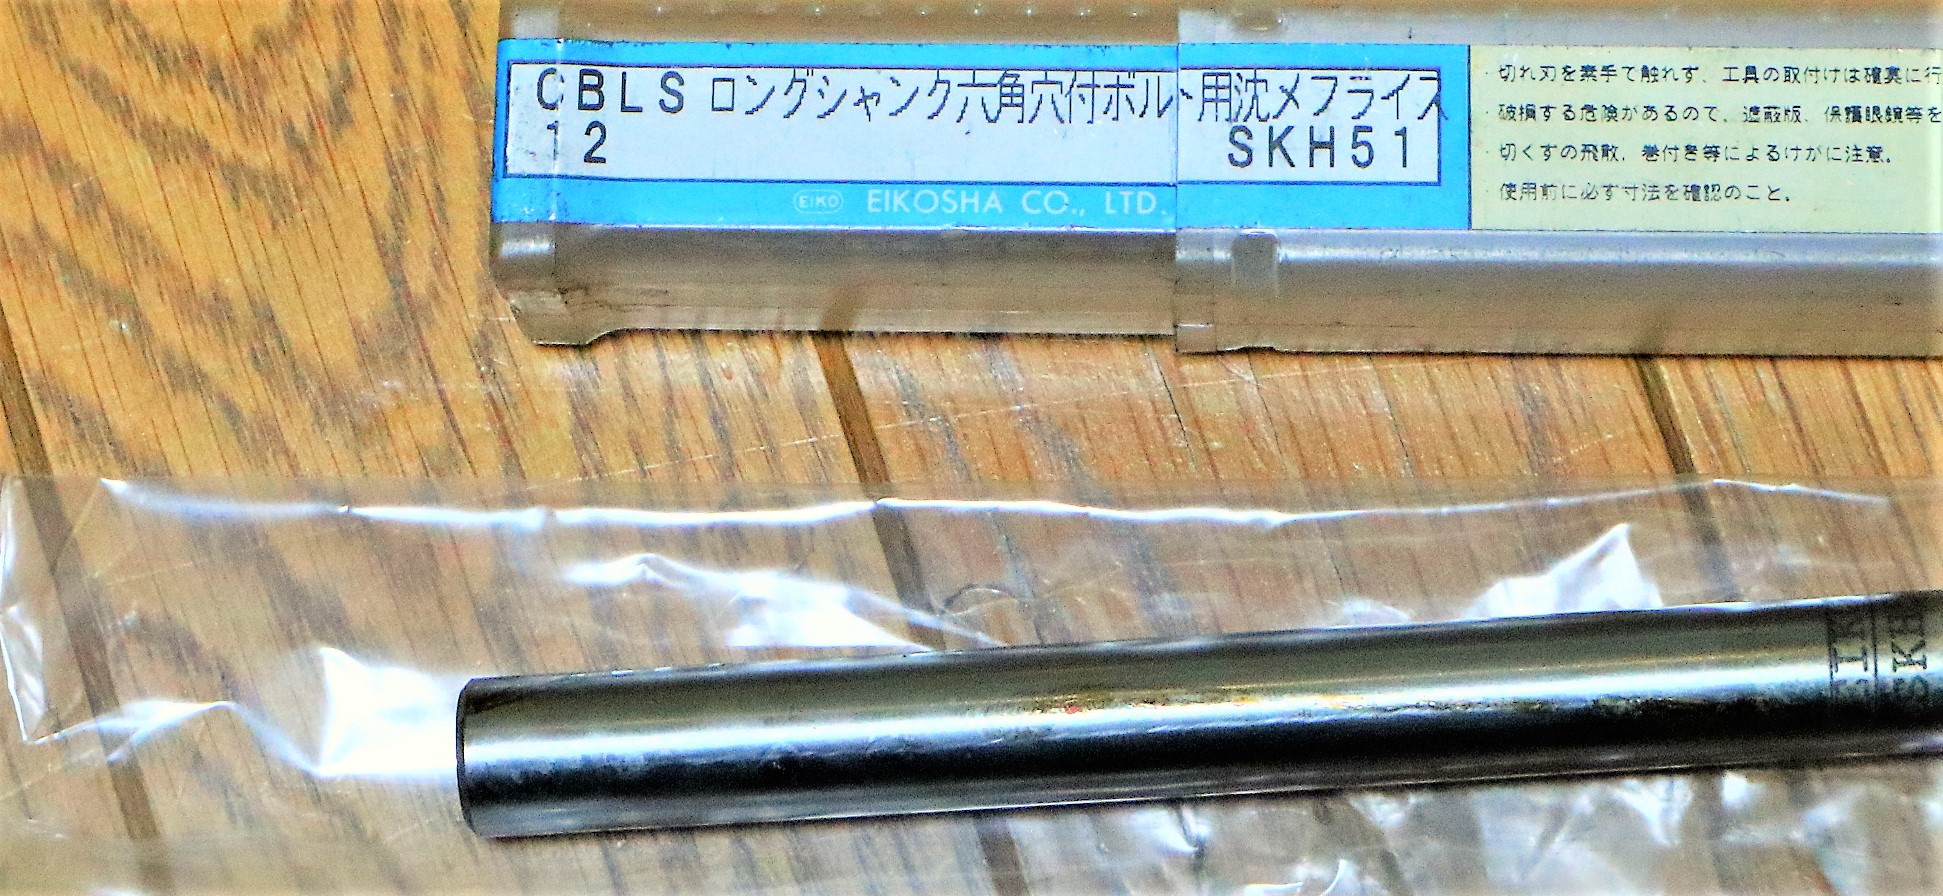 CBLS ロングシャンク六角穴付ボルト用沈メフライス
12 SKH51
EIKO EIKOSHA CO., LTD.
・切れ刃を素手で触れず、工具の取付けは確実に行
・破損する危険があるので、遮蔽版、保護眼鏡等を
・切くずの飛散、巻付き等によるけがに注意。
・使用前に必ず寸法を確認のこと。
EIK
SKH